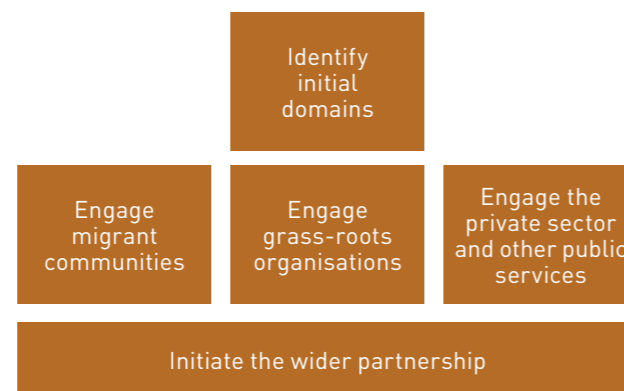 Identify
initial
domains
Engage
migrant
communities
Engage
grass-roots
organisations
Engage the
private sector
and other public
services
Initiate the wider partnership